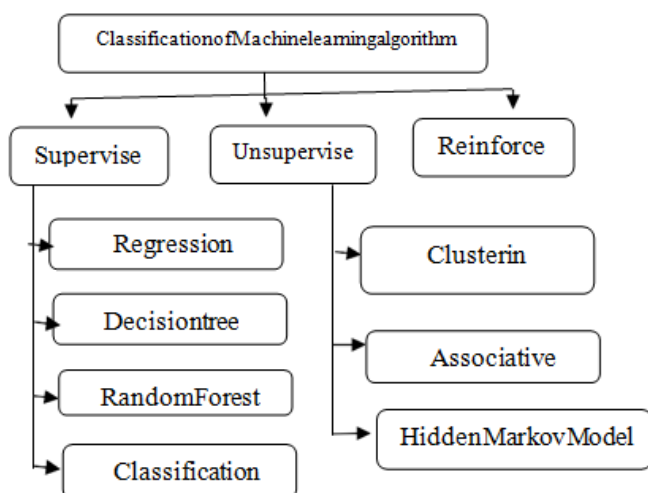 ClassificationofMachinelearningalgorithm
Supervise
Unsupervise
Reinforce
Regression
Decisiontree
RandomForest
Classification
Clusterin
Associative
HiddenMarkovModel